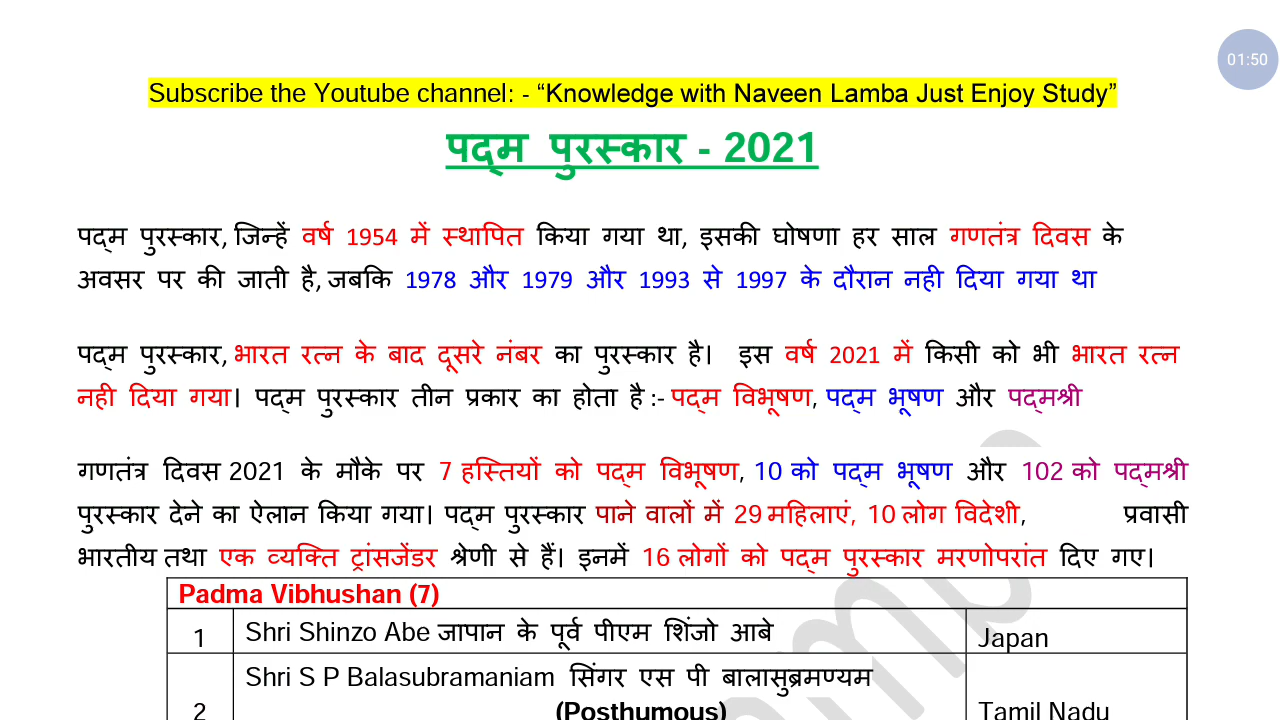 01:50
Subscribe the Youtube channel: - “Knowledge with Naveen Lamba Just Enjoy Study”
पद्म पुरस्कार - 2021
पद्म पुरस्कार, जिन्हें वर्ष 1954 में स्थापित किया गया था, इसकी घोषणा हर साल गणतंत्र दिवस के
अवसर पर की जाती है, जबकि 1978 और 1979 और 1993 से 1997 के दौरान नही दिया गया था
पद्म पुरस्कार, भारत रत्न के बाद दूसरे नंबर का पुरस्कार है। इस वर्ष 2021 में किसी को भी भारत रत्न
नही दिया गया। पद्म पुरस्कार तीन प्रकार का होता है :- पद्म विभूषण, पद्म भूषण और पद्मश्री
गणतंत्र दिवस 2021 के मौके पर 7 हस्तियों को पद्म विभूषण, 10 को पद्म भूषण और 102 को पद्मश्री
पुरस्कार देने का ऐलान किया गया। पद्म पुरस्कार पाने वालों में 29 महिलाएं, 10 लोग विदेशी, प्रवासी
भारतीय तथा एक व्यक्ति ट्रांसजेंडर श्रेणी से हैं। इनमें 16 लोगों को पद्म पुरस्कार मरणोपरांत दिए गए।
Padma Vibhushan (7)
1 Shri Shinzo Abe जापान के पूर्व पीएम शिंजो आबे Japan
Shri S P Balasubramaniam सिंगर एस पी बालासुब्रमण्यम
2 (Posthumous) Tamil Nadu